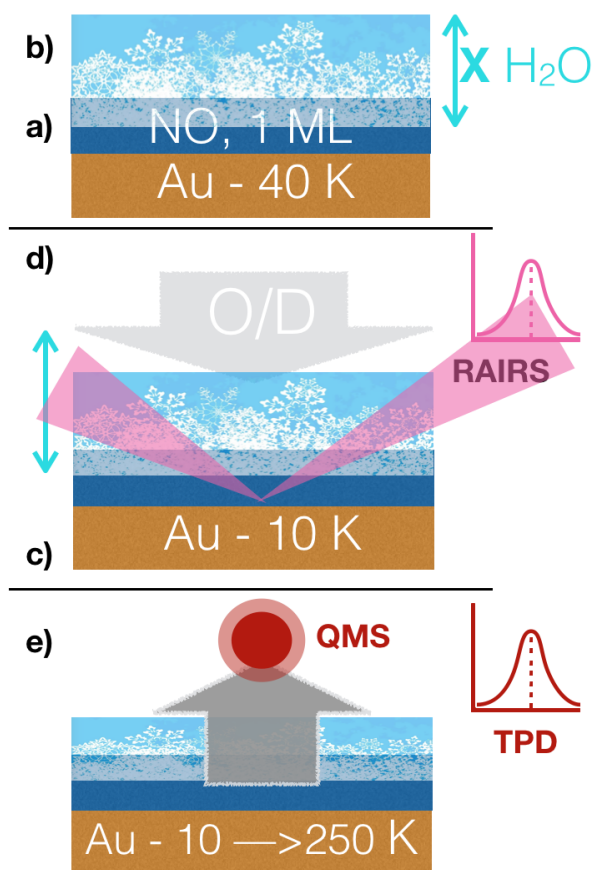 b)
X H₂O
a)
NO, 1 ML
Au - 40 K
d)
O/D
RAIRS
Au - 10 K
c)
e)
QMS
TPD
Au - 10 —>250 K